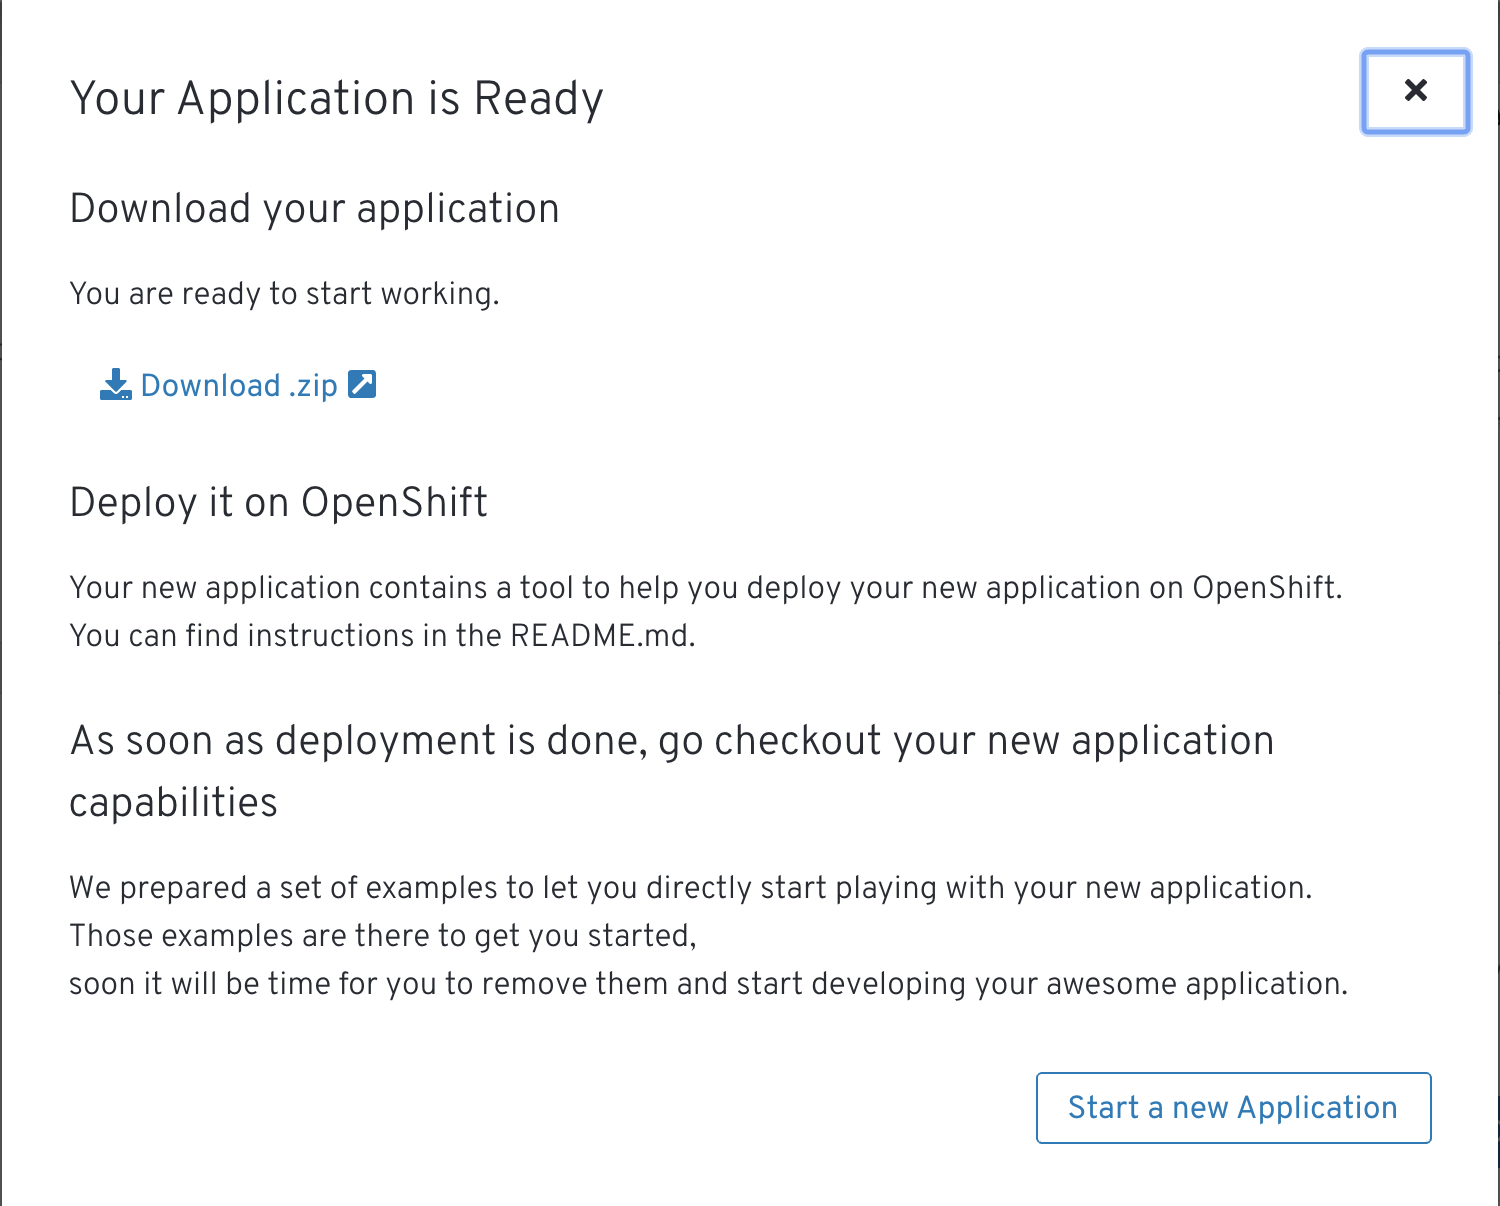 Your Application is Ready
Download your application
You are ready to start working.
Download .zip
Deploy it on OpenShift
Your new application contains a tool to help you deploy your new application on OpenShift.
You can find instructions in the README.md.
As soon as deployment is done, go checkout your new application
capabilities
We prepared a set of examples to let you directly start playing with your new application.
Those examples are there to get you started,
soon it will be time for you to remove them and start developing your awesome application.
Start a new Application